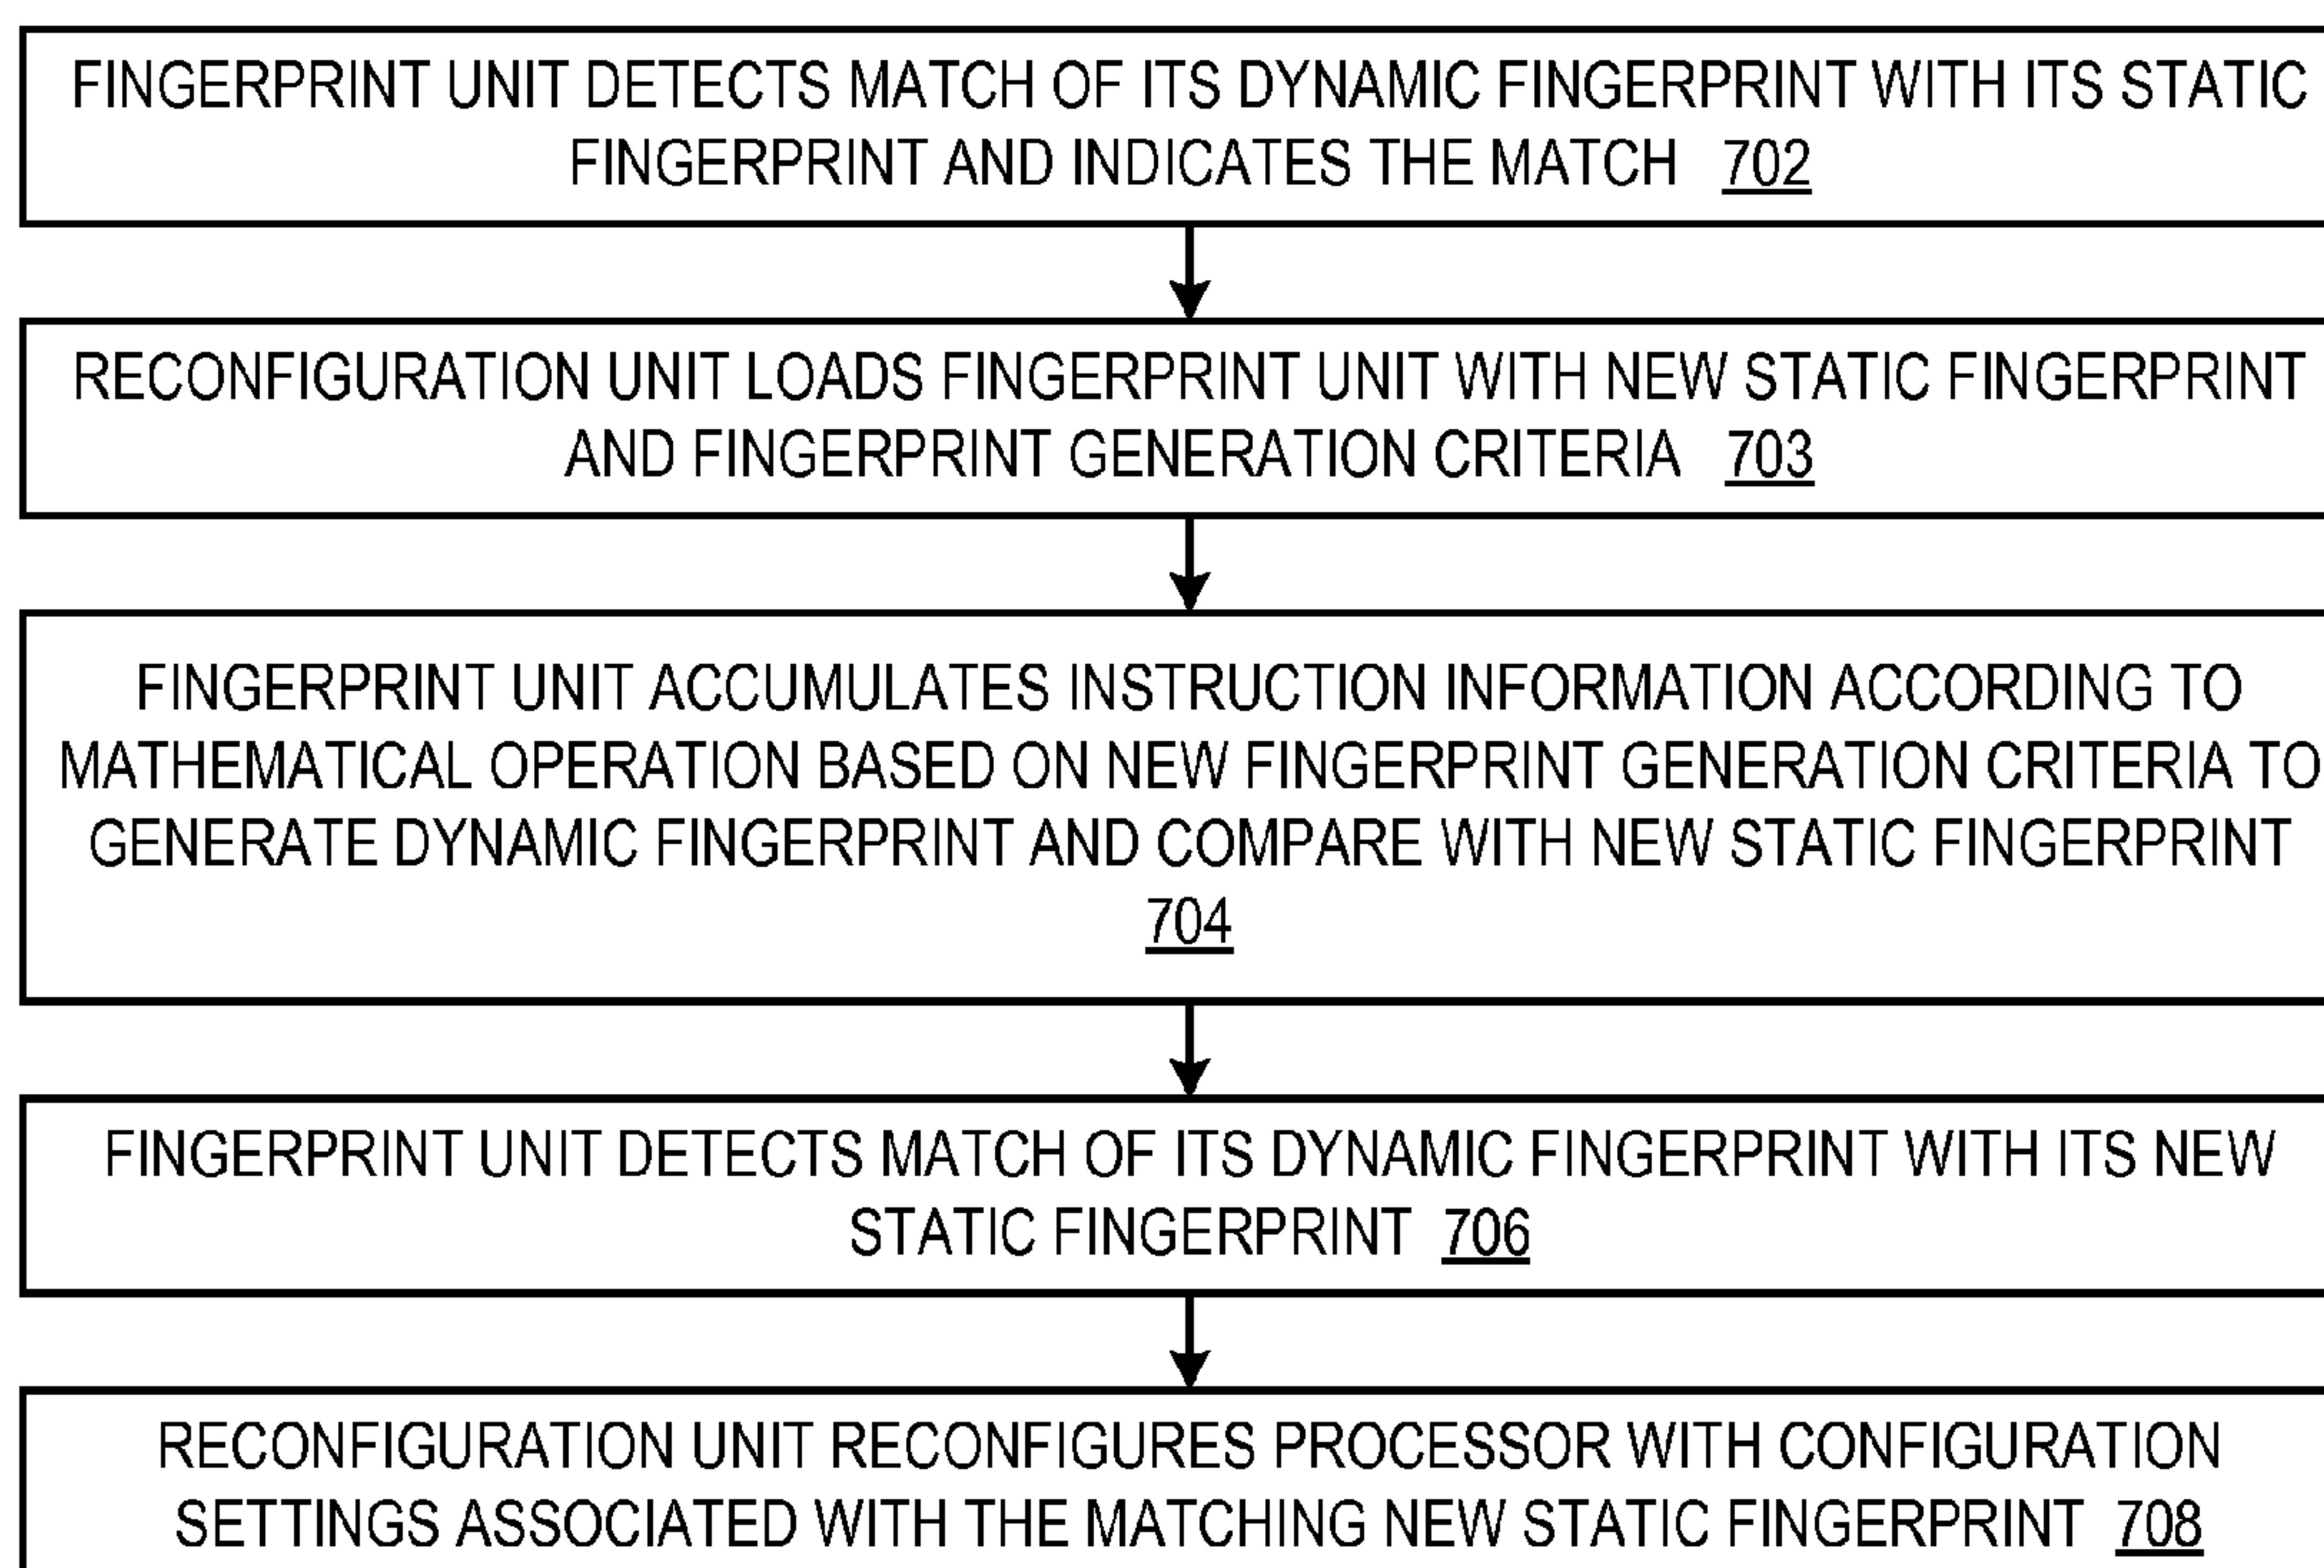 FINGERPRINT UNIT DETECTS MATCH OF ITS DYNAMIC FINGERPRINT WITH ITS STATIC
FINGERPRINT AND INDICATES THE MATCH 702
RECONFIGURATION UNIT LOADS FINGERPRINT UNIT WITH NEW STATIC FINGERPRINT
AND FINGERPRINT GENERATION CRITERIA 703
FINGERPRINT UNIT ACCUMULATES INSTRUCTION INFORMATION ACCORDING TO
MATHEMATICAL OPERATION BASED ON NEW FINGERPRINT GENERATION CRITERIA TO
GENERATE DYNAMIC FINGERPRINT AND COMPARE WITH NEW STATIC FINGERPRINT
704
FINGERPRINT UNIT DETECTS MATCH OF ITS DYNAMIC FINGERPRINT WITH ITS NEW
STATIC FINGERPRINT 706
RECONFIGURATION UNIT RECONFIGURES PROCESSOR WITH CONFIGURATION
SETTINGS ASSOCIATED WITH THE MATCHING NEW STATIC FINGERPRINT 708